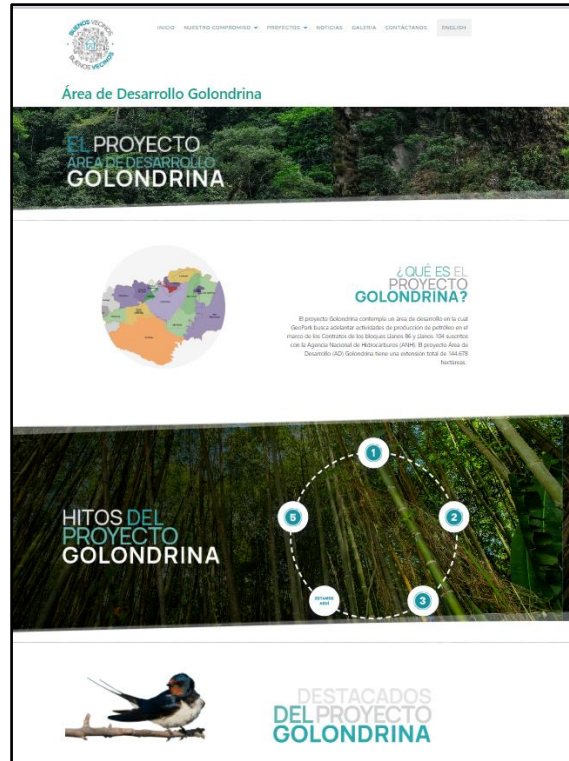 BUENOS VECINOS
BUENOS VECINOS
INICIO NUESTRO COMPROMISO PROYECTOS NOTICIAS GALERÍA CONTÁCTANOS ENGLISH
Área de Desarrollo Golondrina
EL PROYECTO
ÁREA DE DESARROLLO
GOLONDRINA
¿QUÉ ES EL
PROYECTO
GOLONDRINA?
El proyecto Golondrina contempla un área de desarrollo en la cual
GeoPark busca adelantar actividades de producción de petróleo en el
marco de los Contratos de los bloques Llanos 86 y Llanos 104 suscritos
con la Agencia Nacional de Hidrocarburos (ANH). El proyecto Área de
Desarrollo (AD) Golondrina tiene una extensión total de 144.678
hectáreas.
HITOS DEL
PROYECTO
GOLONDRINA
1
5
2
ESTAMOS
AQUÍ
3
DESTACADOS
DEL PROYECTO
GOLONDRINA